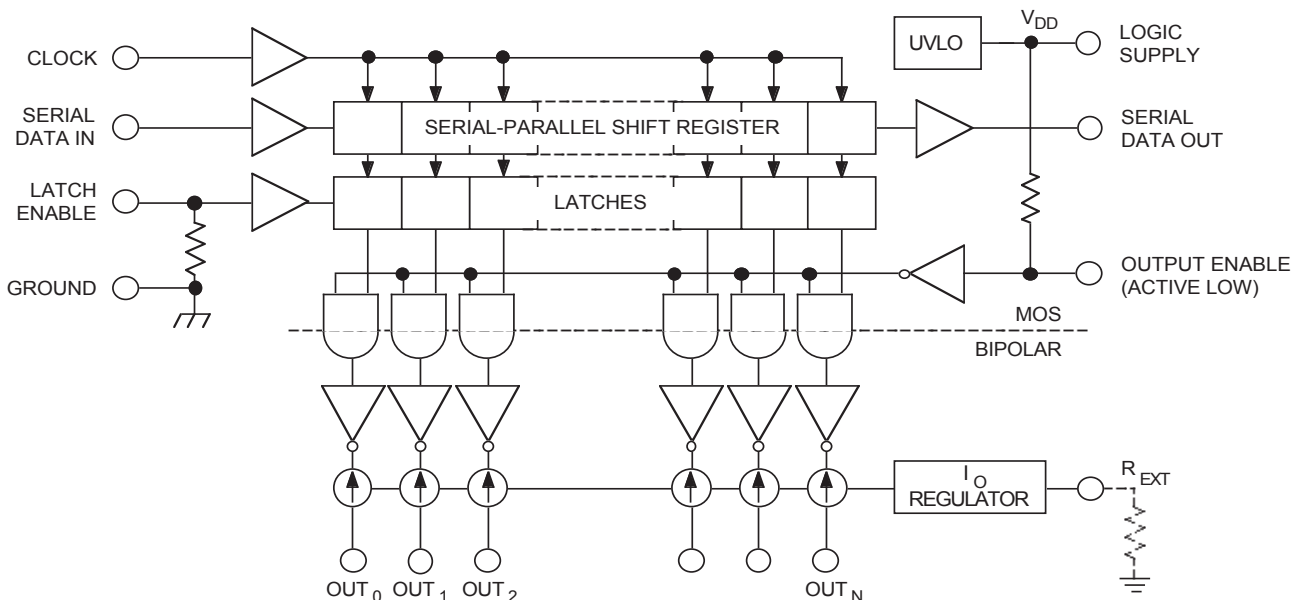 CLOCK
SERIAL
DATA IN
LATCH
ENABLE
GROUND
UVLO
VDD
LOGIC
SUPPLY
SERIAL-PARALLEL SHIFT REGISTER
SERIAL
DATA OUT
LATCHES
OUTPUT ENABLE
(ACTIVE LOW)
MOS
BIPOLAR
IO
REGULATOR
REXT
OUT0
OUT1
OUT2
OUTN